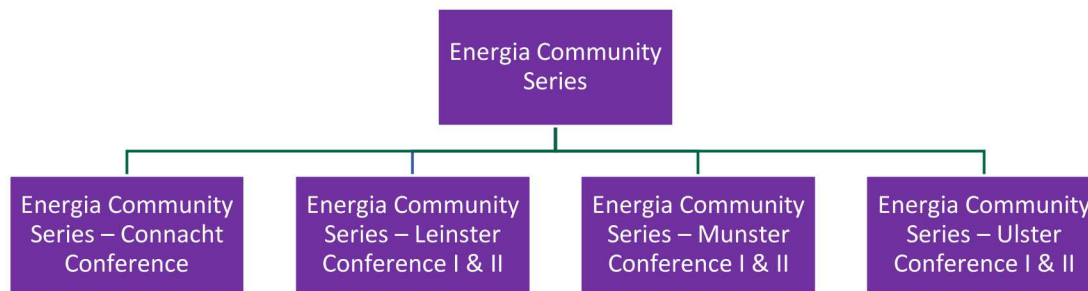 Energia Community
Series
Energia Community
Series – Connacht
Conference
Energia Community
Series – Leinster
Conference I & II
Energia Community
Series – Munster
Conference I & II
Energia Community
Series – Ulster
Conference I & II